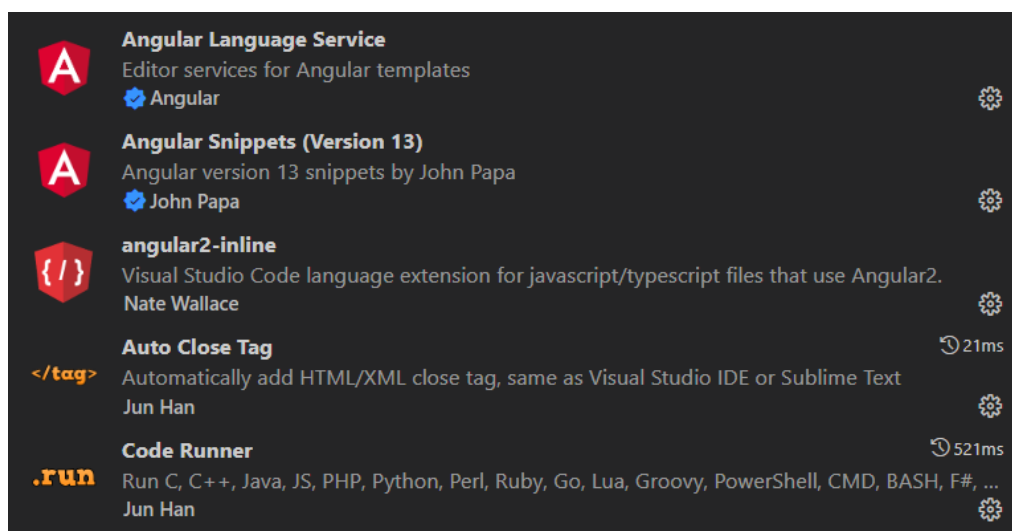 Angular Language Service
Editor services for Angular templates
Angular
Angular Snippets (Version 13)
Angular version 13 snippets by John Papa
John Papa
angular2-inline
Visual Studio Code language extension for javascript/typescript files that use Angular2.
Nate Wallace
Auto Close Tag 21ms
</tag> Automatically add HTML/XML close tag, same as Visual Studio IDE or Sublime Text
Jun Han
Code Runner 521ms
.run Run C, C++, Java, JS, PHP, Python, Perl, Ruby, Go, Lua, Groovy, PowerShell, CMD, BASH, F#, ...
Jun Han